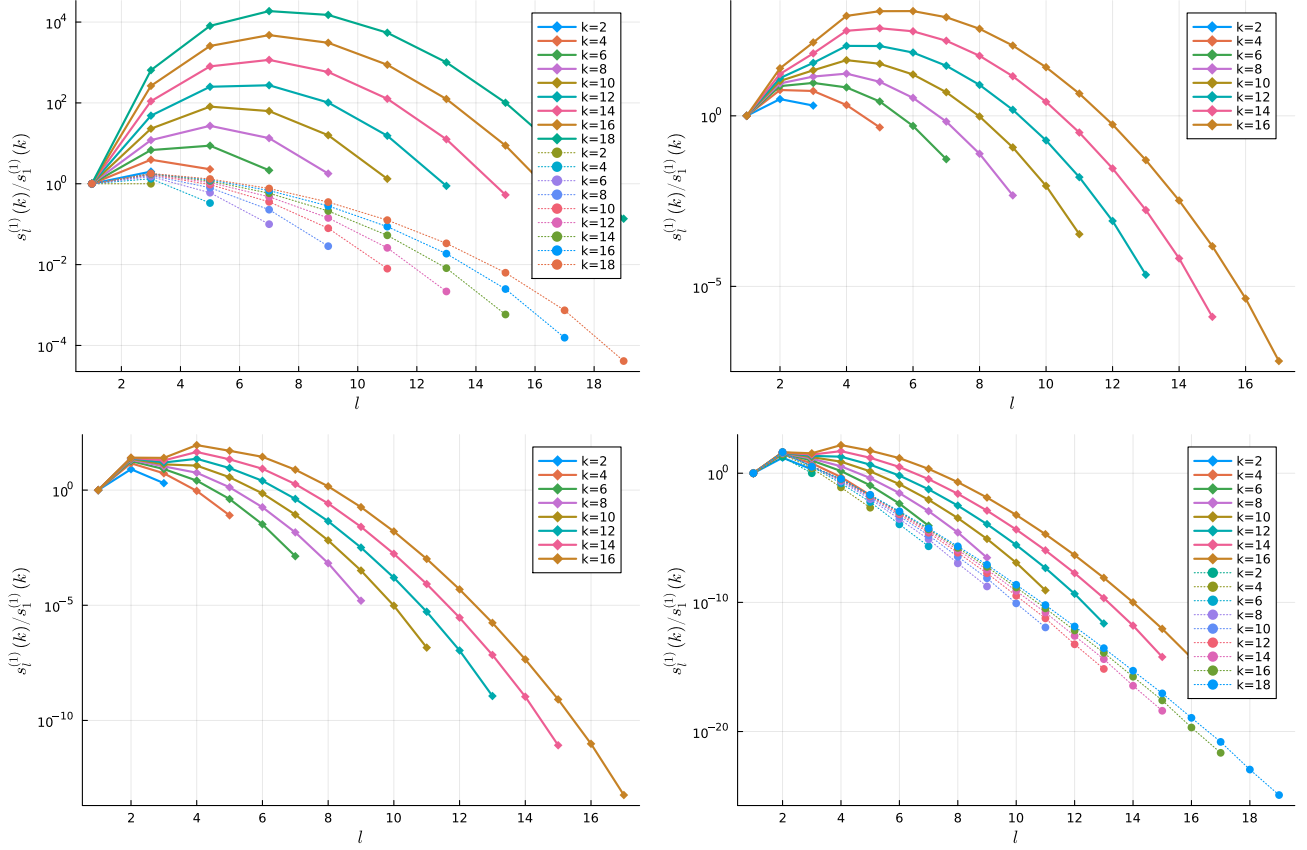 s_l^{(1)}(k)/s_1^{(1)}(k)
10^4
10^2
10^0
10^{-2}
10^{-4}
2 4 6 8 10 12 14 16 18
l
k=2
k=4
k=6
k=8
k=10
k=12
k=14
k=16
k=18
k=2
k=4
k=6
k=8
k=10
k=12
k=14
k=16
k=18
s_l^{(1)}(k)/s_1^{(1)}(k)
10^0
10^{-5}
2 4 6 8 10 12 14 16
l
k=2
k=4
k=6
k=8
k=10
k=12
k=14
k=16
s_l^{(1)}(k)/s_1^{(1)}(k)
10^0
10^{-5}
10^{-10}
2 4 6 8 10 12 14 16
l
k=2
k=4
k=6
k=8
k=10
k=12
k=14
k=16
s_l^{(1)}(k)/s_1^{(1)}(k)
10^0
10^{-10}
10^{-20}
2 4 6 8 10 12 14 16 18
l
k=2
k=4
k=6
k=8
k=10
k=12
k=14
k=16
k=2
k=4
k=6
k=8
k=10
k=12
k=14
k=16
k=18